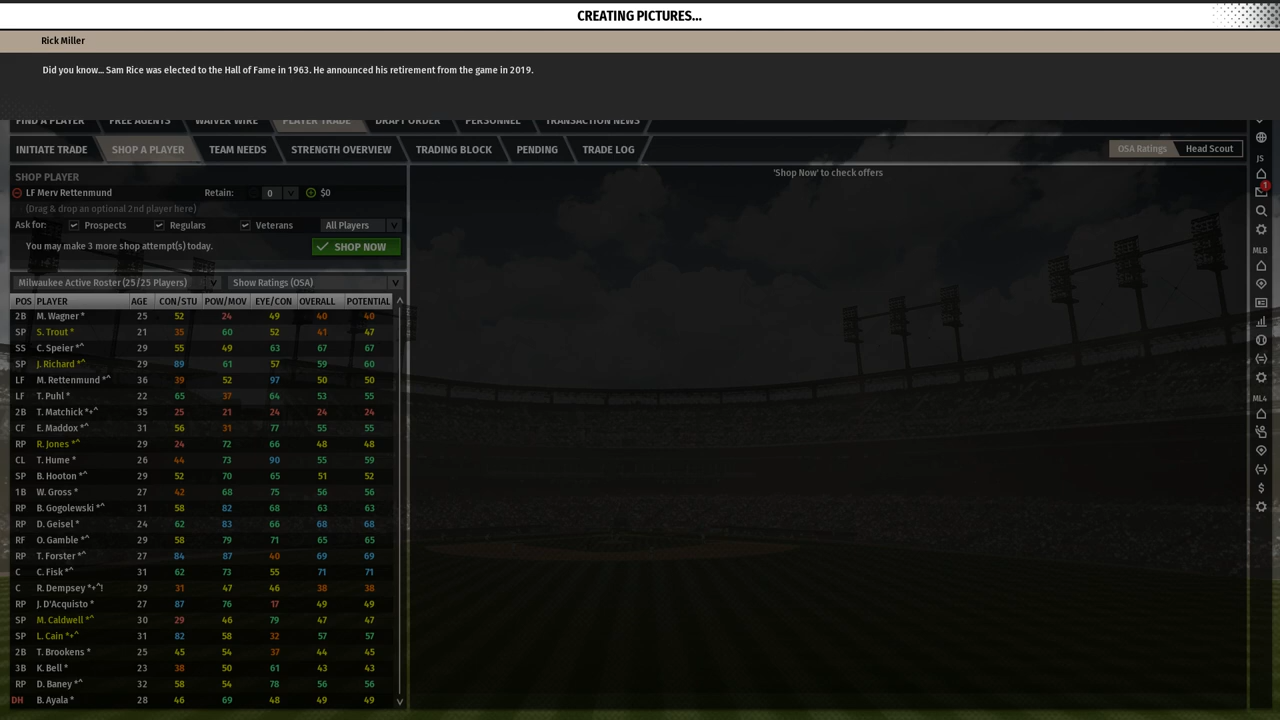 CREATING PICTURES...
Rick Miller
Did you know... Sam Rice was elected to the Hall of Fame in 1963. He announced his retirement from the game in 2019.
FIND A PLAYER FREE AGENTS WAIVER WIRE PLAYER TRADE DRAFT ORDER PERSONNEL TRANSACTION NEWS
INITIATE TRADE SHOP A PLAYER TEAM NEEDS STRENGTH OVERVIEW TRADING BLOCK PENDING TRADE LOG OSA Ratings Head Scout
SHOP PLAYER
LF Merv Rettenmund Retain: 0 $0
(Drag & drop an optional 2nd player here)
Ask for: Prospects Regulars Veterans All Players
You may make 3 more shop attempt(s) today. SHOP NOW
'Shop Now' to check offers
Milwaukee Active Roster (25/25 Players) Show Ratings (OSA)
POS PLAYER AGE CON/STU POW/MOV EYE/CON OVERALL POTENTIAL
2B M. Wagner * 25 52 24 49 40 40
SP S. Trout * 21 35 60 52 41 47
SS C. Speier *^ 29 55 49 63 67 67
SP J. Richard *^ 29 89 61 57 59 60
LF M. Rettenmund *^ 36 39 52 97 50 50
LF T. Puhl * 22 65 37 64 53 55
2B T. Matchick *+^ 35 25 21 24 24 24
CF E. Maddox *^ 31 56 31 77 55 55
RP R. Jones *^ 29 24 72 66 48 48
CL T. Hume * 26 44 73 90 55 59
SP B. Hooton *^ 29 52 70 65 51 52
1B W. Gross * 27 42 68 75 56 56
RP B. Gogolewski *^ 31 58 82 68 63 63
RP D. Geisel * 24 62 83 66 68 68
RF O. Gamble *^ 29 58 79 71 65 65
RP T. Forster *^ 27 84 87 40 69 69
C C. Fisk *^ 31 62 73 55 71 71
C R. Dempsey *+^! 29 31 47 46 38 38
RP J. D'Acquisto * 27 87 76 17 49 49
SP M. Caldwell *^ 30 29 46 79 47 47
SP L. Cain *+^ 31 82 58 32 57 57
2B T. Brookens * 25 45 54 37 44 45
3B K. Bell * 23 38 50 61 43 43
RP D. Baney *^ 32 58 54 78 56 56
DH B. Ayala * 28 46 69 48 49 49
JS
1
MLB
ML4